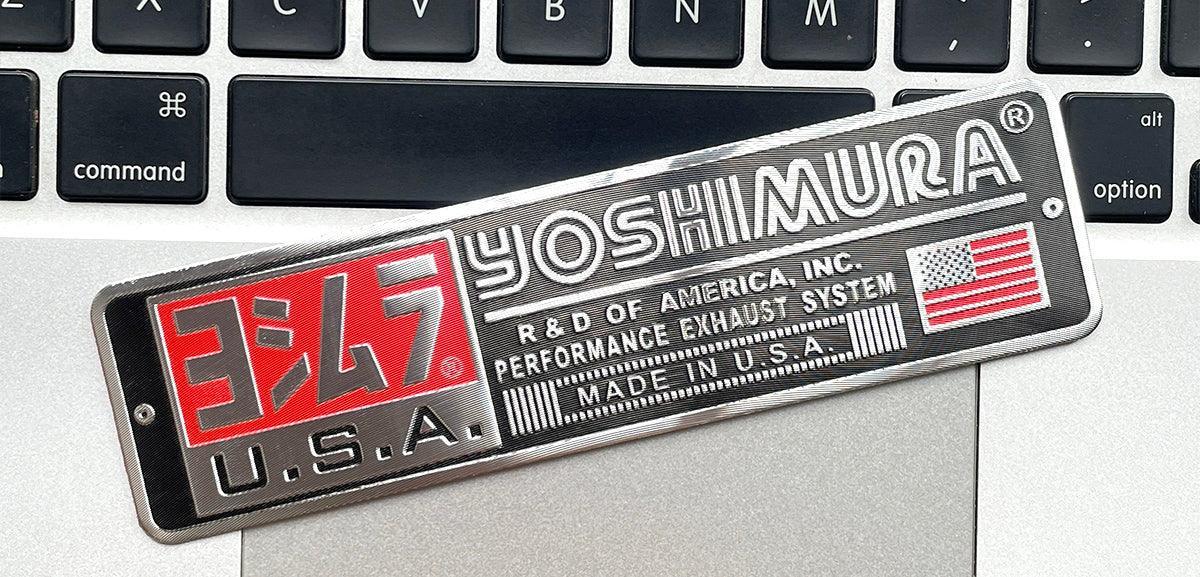 Z X C V B N M , .
⌘
command
alt
option
YOSHIMURA®
ヨシムラ®
U.S.A.
R & D OF AMERICA, INC.
PERFORMANCE EXHAUST SYSTEM
MADE IN U.S.A.